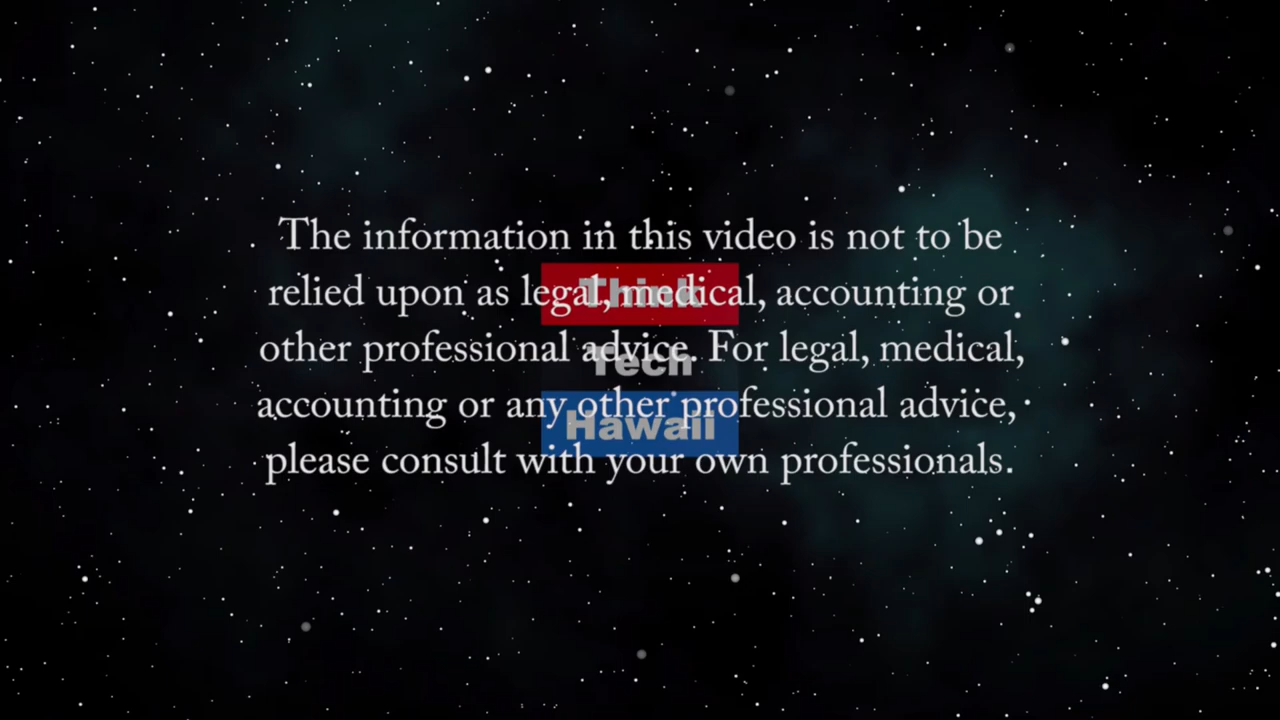 The information in this video is not to be
relied upon as legal, medical, accounting or
other professional advice. For legal, medical,
accounting or any other professional advice,
please consult with your own professionals.
Think
Tech
Hawaii